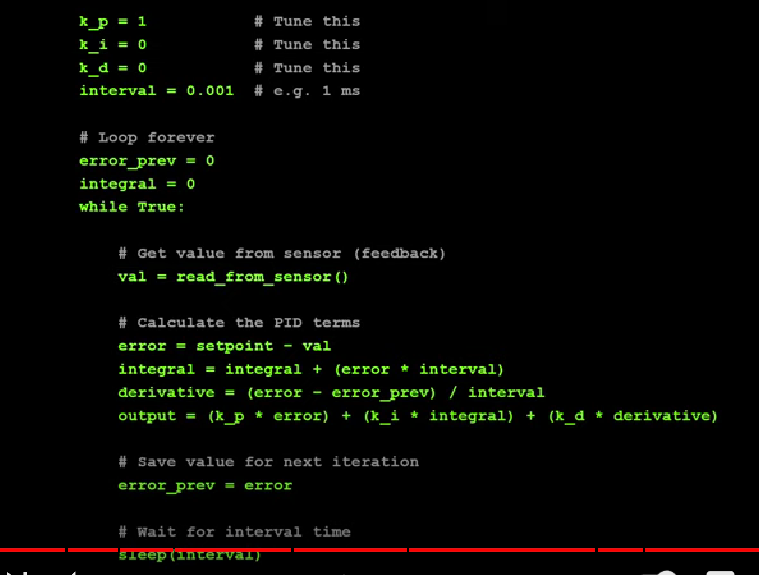 k_p = 1 # Tune this
k_i = 0 # Tune this
k_d = 0 # Tune this
interval = 0.001 # e.g. 1 ms
# Loop forever
error_prev = 0
integral = 0
while True:
# Get value from sensor (feedback)
val = read_from_sensor()
# Calculate the PID terms
error = setpoint - val
integral = integral + (error * interval)
derivative = (error - error_prev) / interval
output = (k_p * error) + (k_i * integral) + (k_d * derivative)
# Save value for next iteration
error_prev = error
# Wait for interval time
sleep(interval)